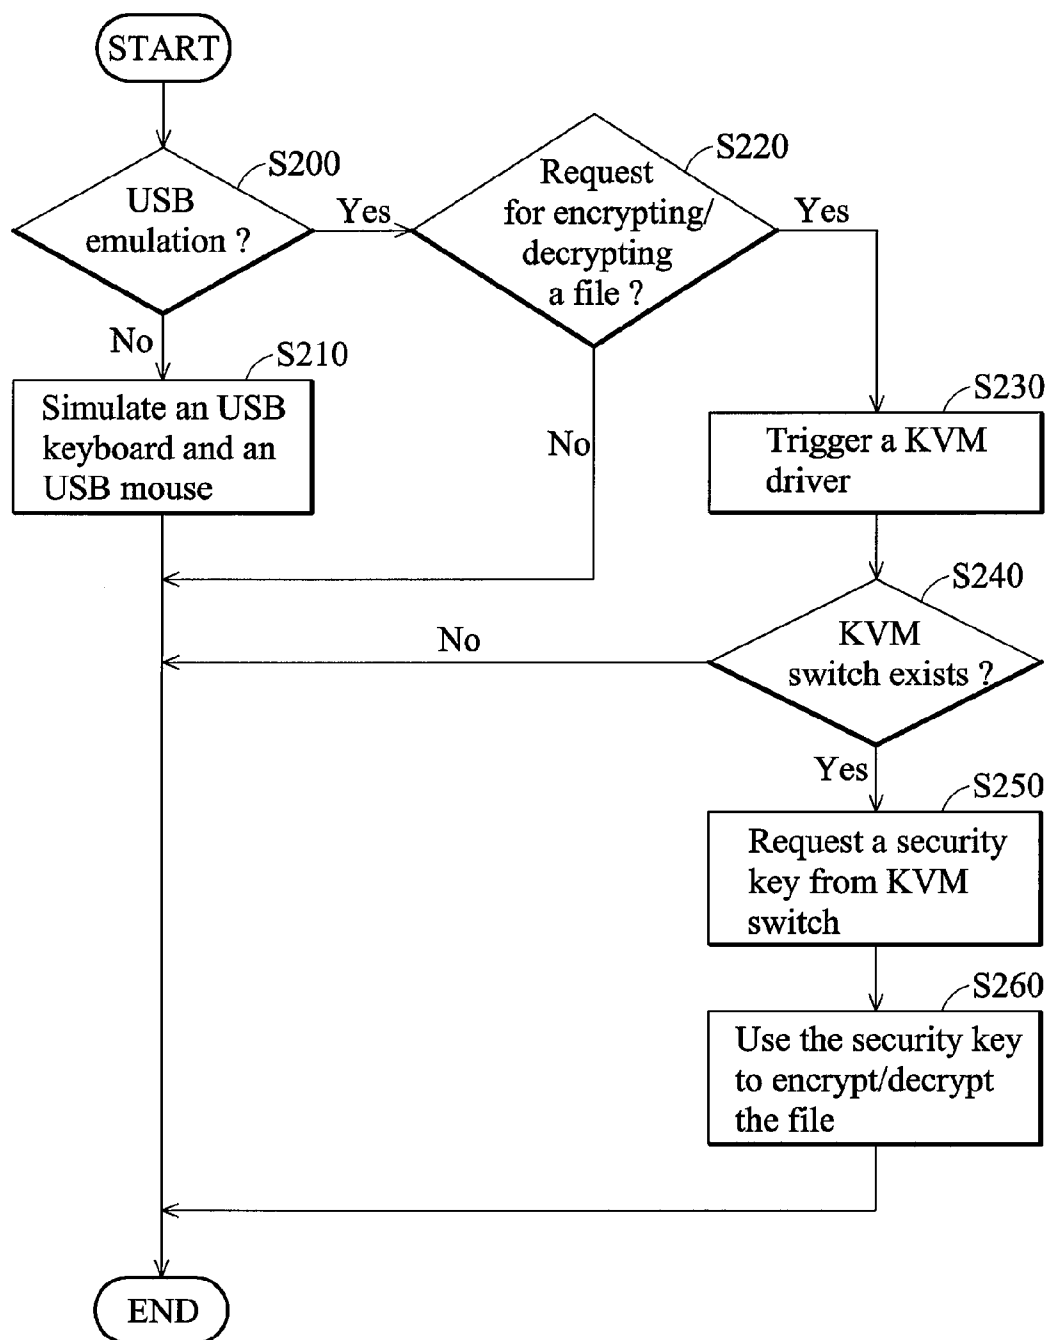 START
S200
USB
emulation ?
Yes
S220
Request
for encrypting/
decrypting
a file ?
Yes
No
S210
Simulate an USB
keyboard and an
USB mouse
No
S230
Trigger a KVM
driver
S240
KVM
switch exists ?
No
Yes
S250
Request a security
key from KVM
switch
S260
Use the security key
to encrypt/decrypt
the file
END